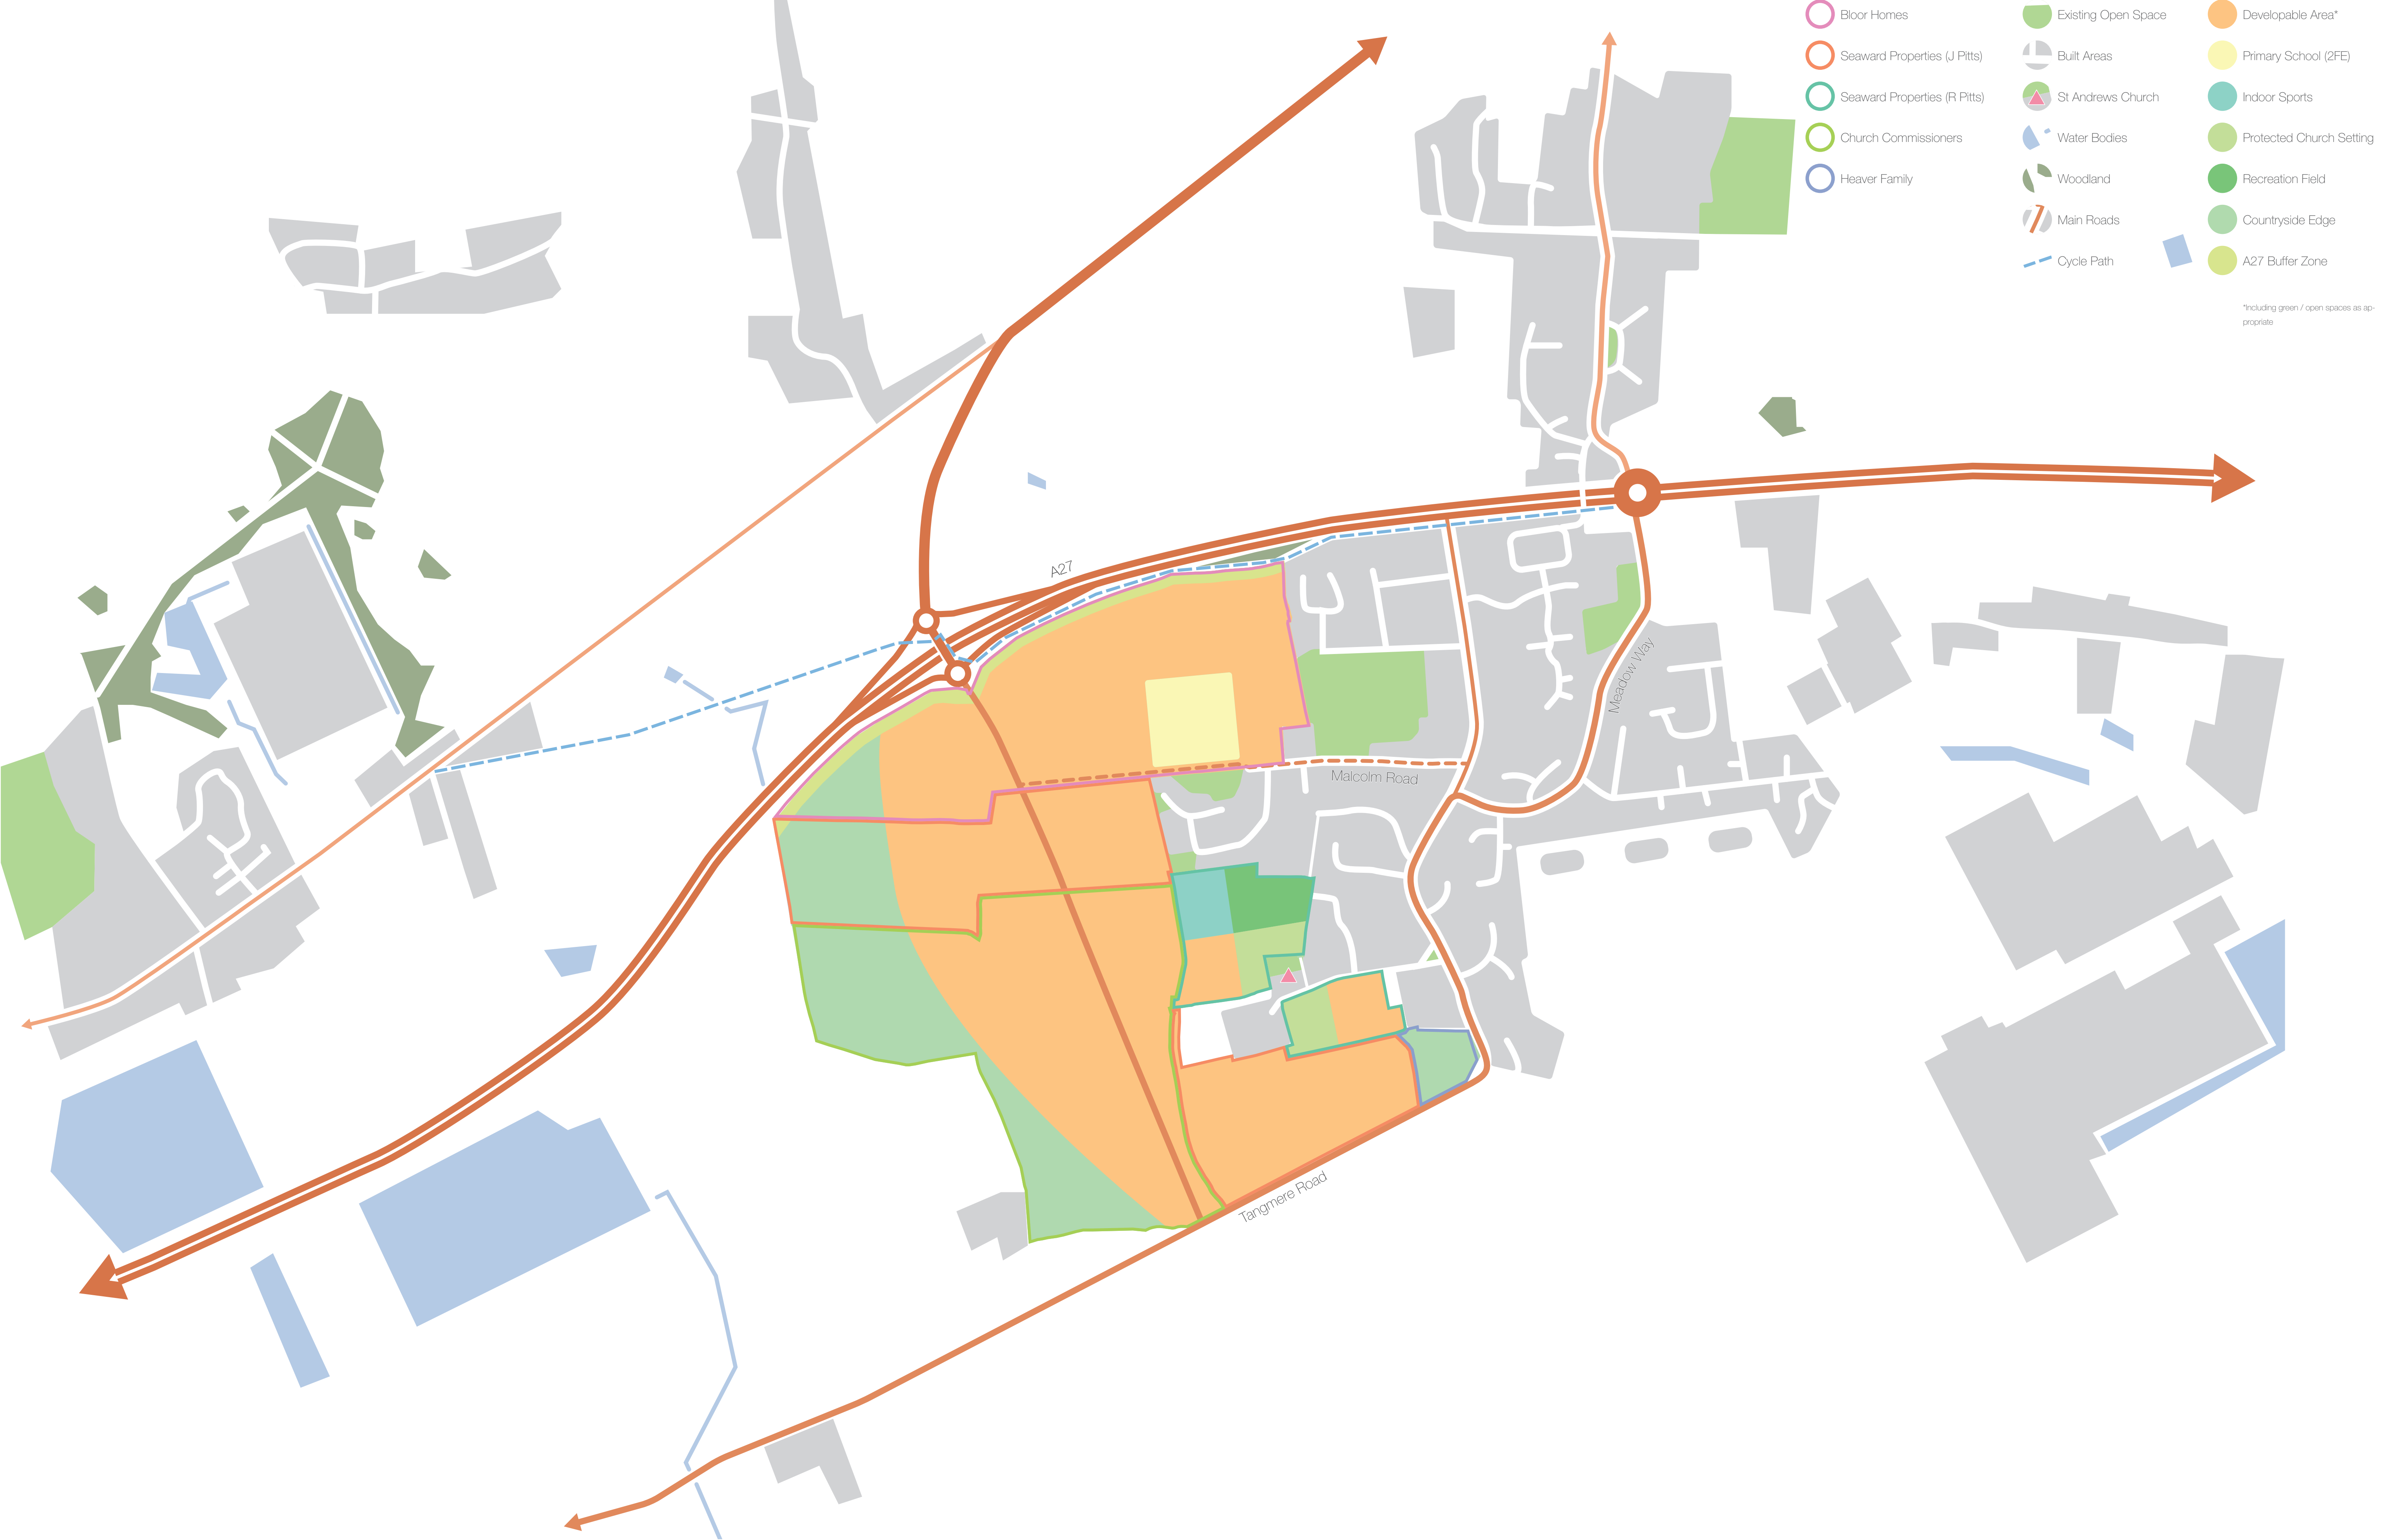 Bloor Homes
Seaward Properties (J Pitts)
Seaward Properties (R Pitts)
Church Commissioners
Heaver Family
Existing Open Space
Built Areas
St Andrews Church
Water Bodies
Woodland
Main Roads
Cycle Path
Developable Area*
Primary School (2FE)
Indoor Sports
Protected Church Setting
Recreation Field
Countryside Edge
A27 Buffer Zone
*Including green / open spaces as ap-
propriate
A27
Meadow Way
Malcolm Road
Tangmere Road